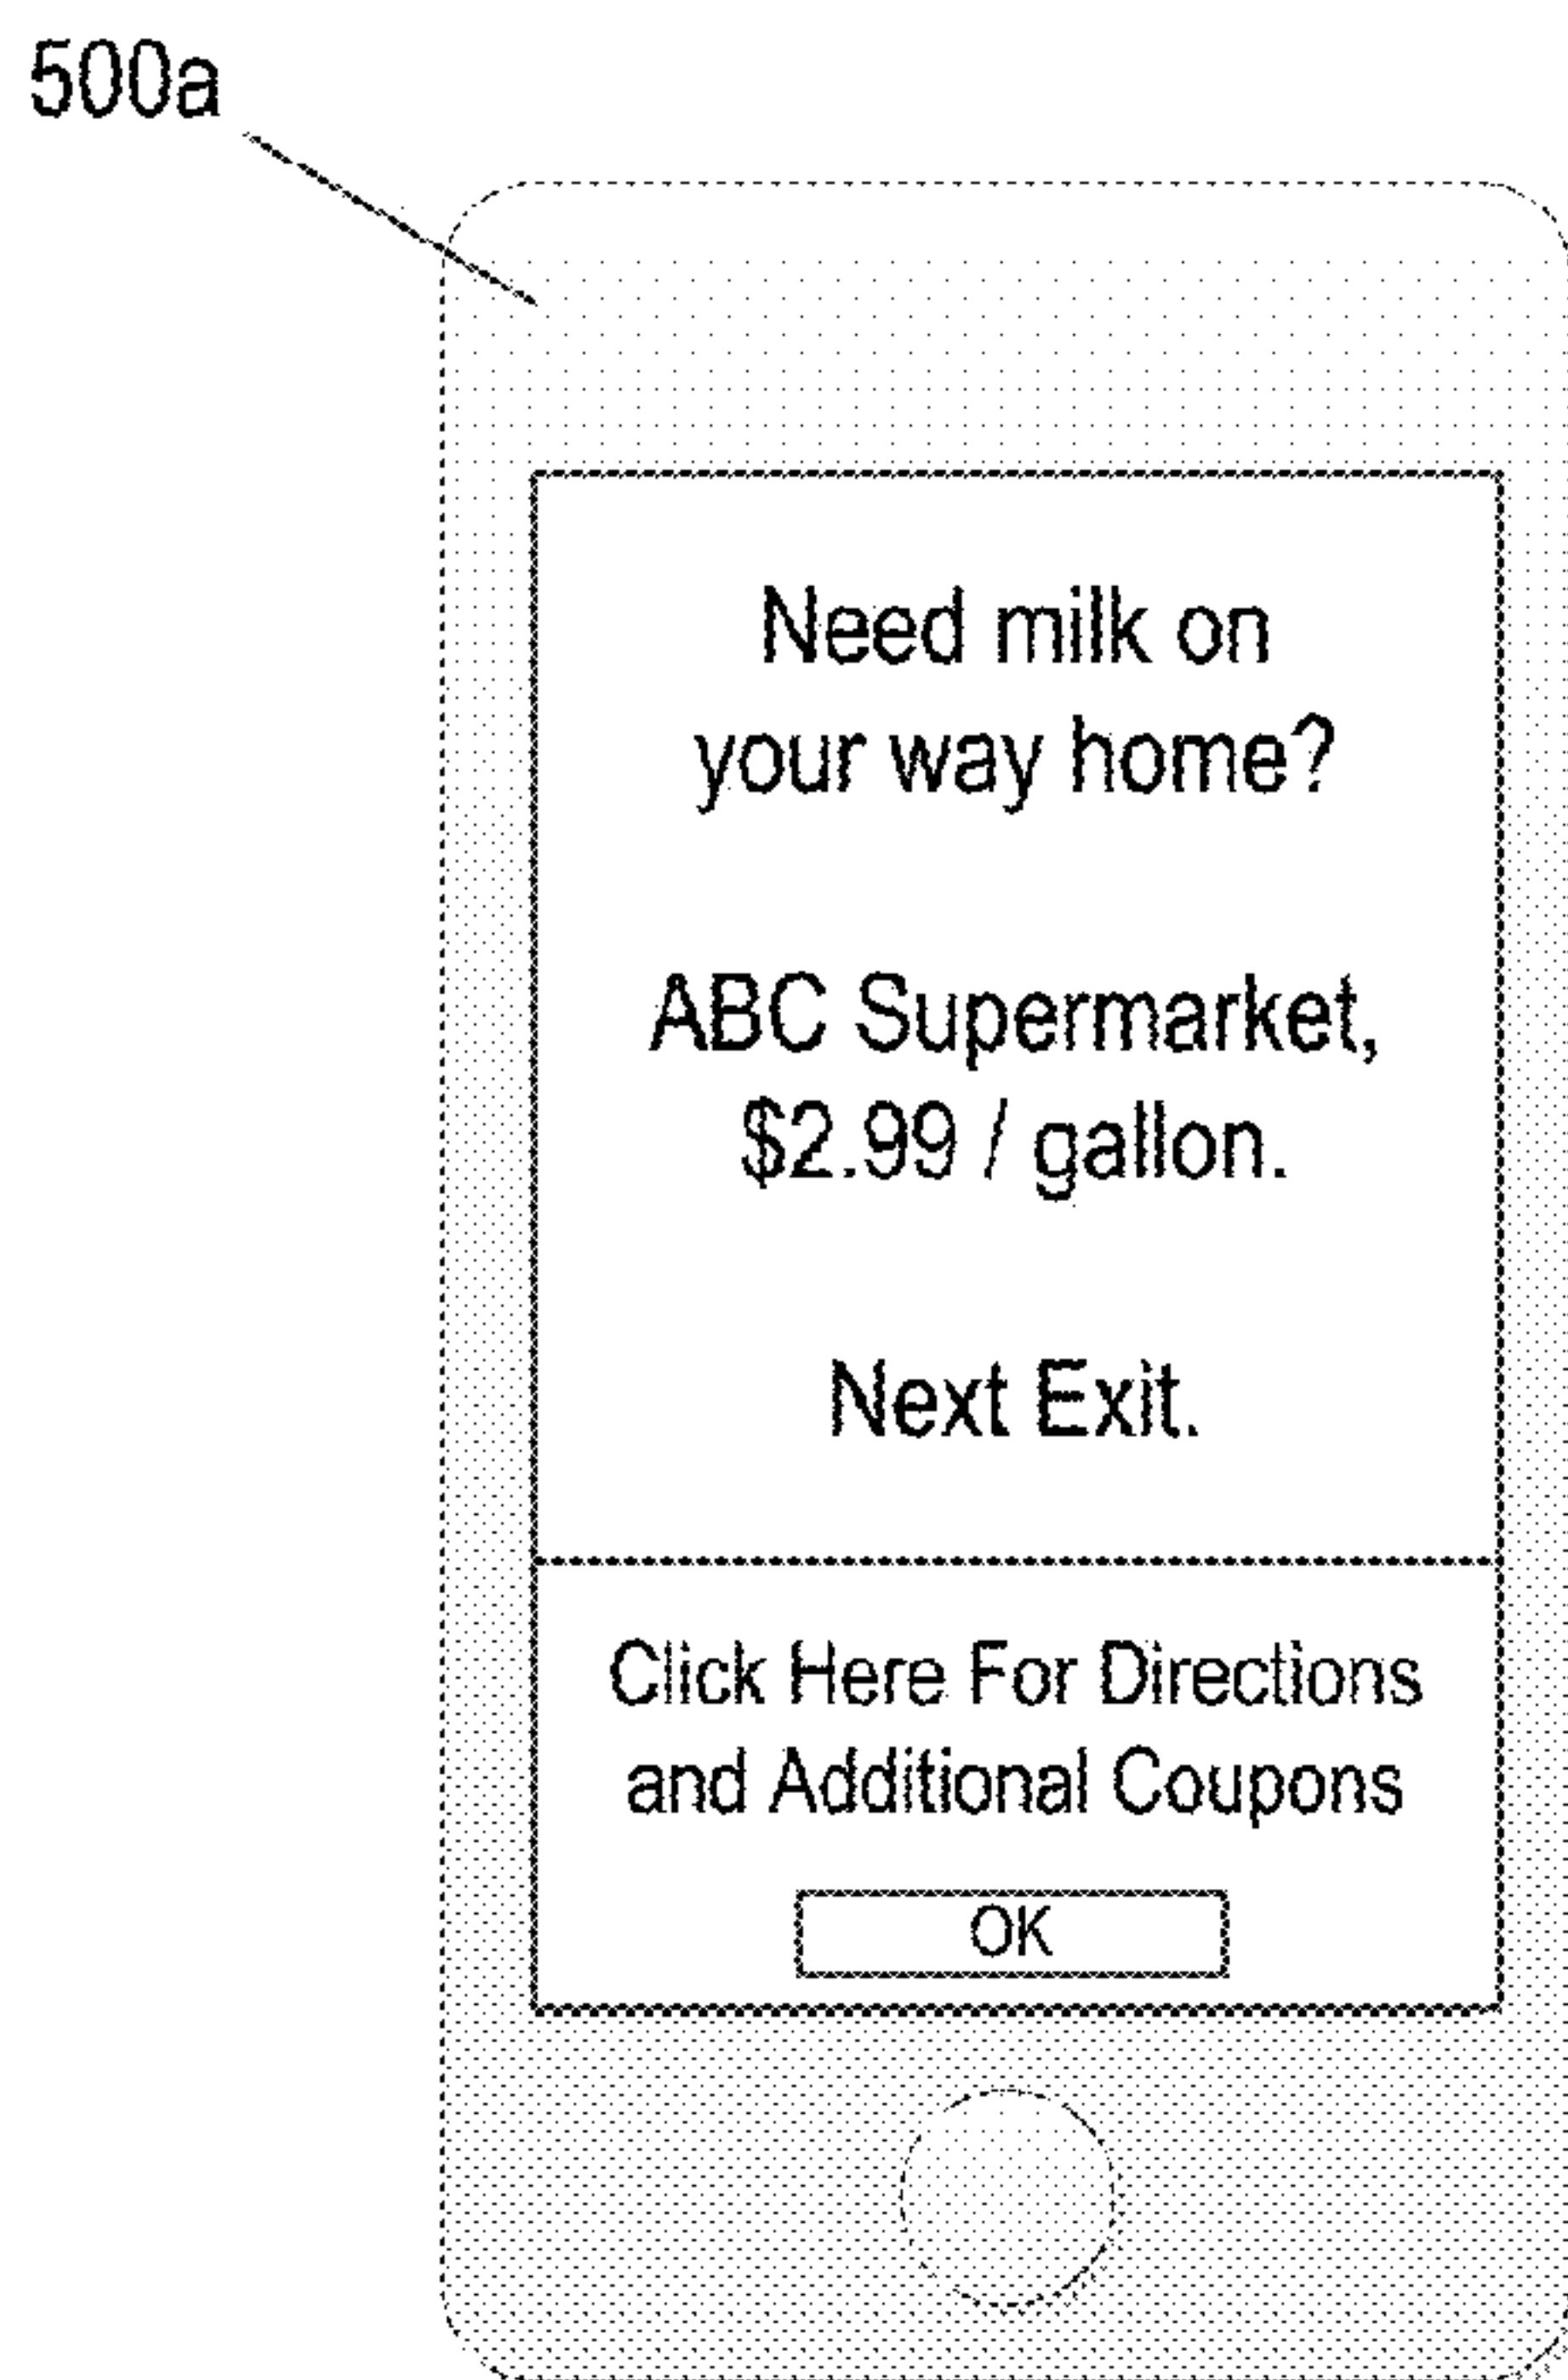 500a
Need milk on
your way home?
ABC Supermarket,
$2.99 / gallon.
Next Exit.
Click Here For Directions
and Additional Coupons
OK